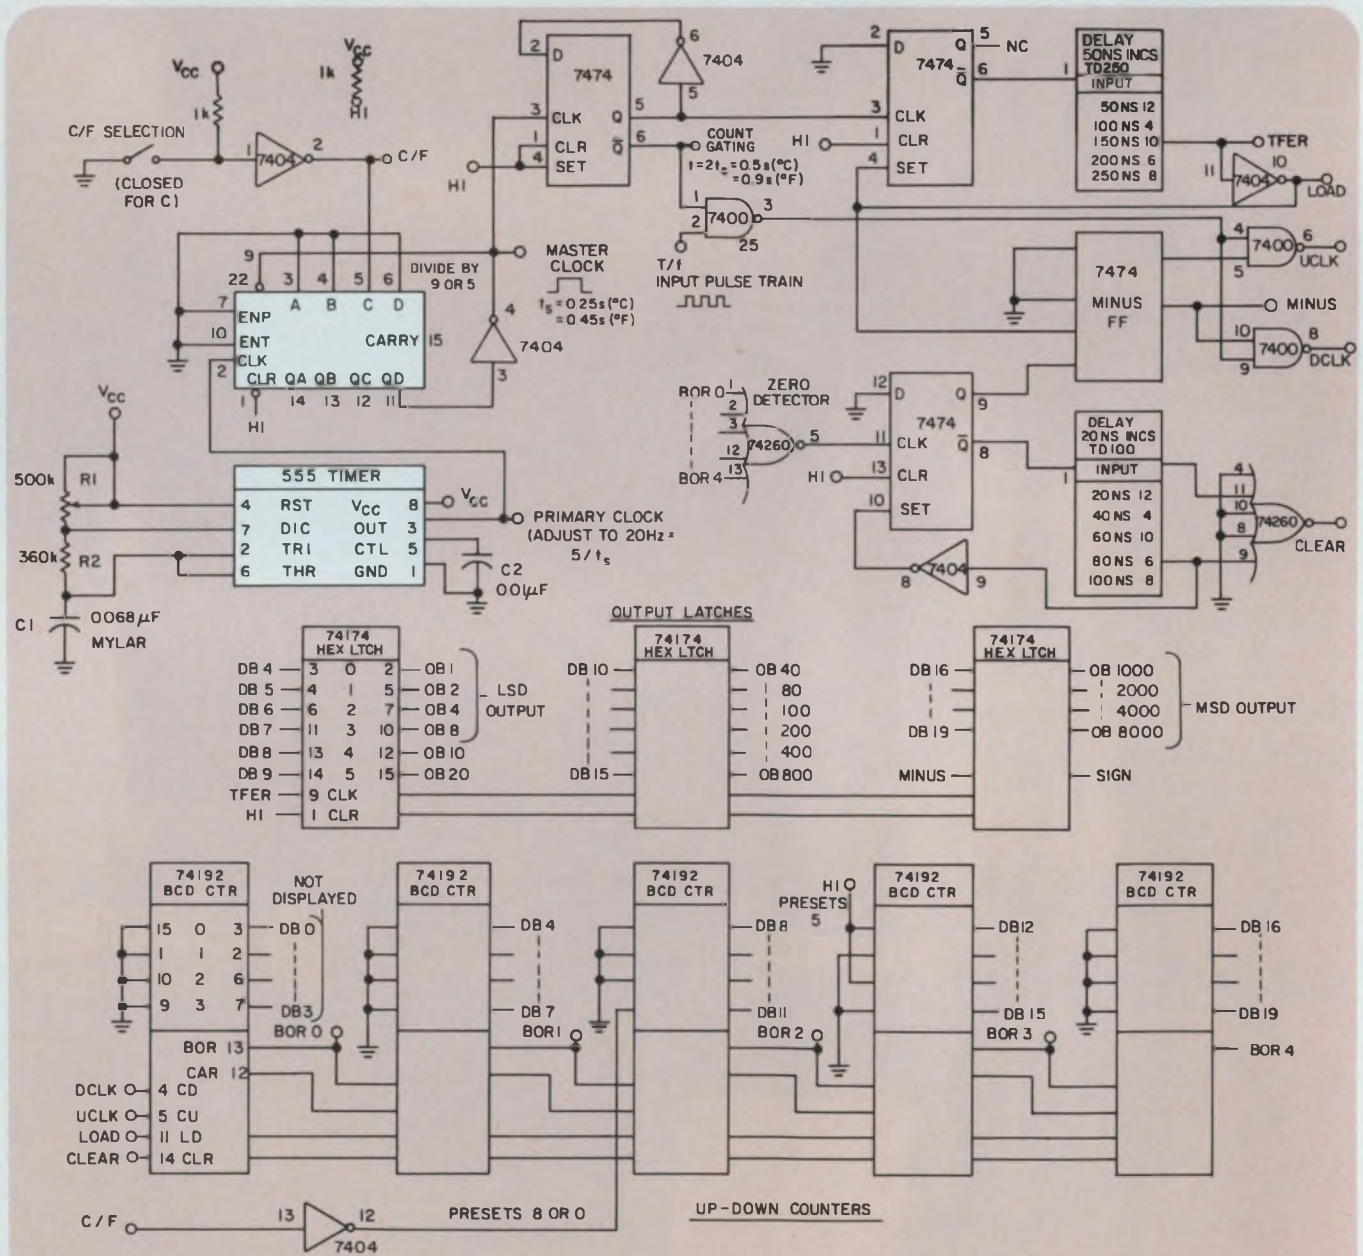 C/F SELECTION
(CLOSED
FOR C)
VCC
1k
VCC
1k
HI
1 7404 2
C/F
2 D
7474
3 CLK Q 5
1 CLR Q̅ 6
4 SET
HI
6
7404
5
COUNT
GATING
t=2ts=0.5s(°C)
=0.9s(°F)
1
2 7400 3
25
T/f
INPUT PULSE TRAIN
2 D Q 5 NC
7474 Q̅ 6
3 CLK
HI 1 CLR
4 SET
DELAY
50NS INCS
TD250
1 INPUT
50NS 12
100NS 4
150NS 10
200NS 6
250NS 8
TFER
11 7404 10
LOAD
4
5 7400 6
UCLK
7474
MINUS
FF
MINUS
10
9 7400 8
DCLK
9
22 3 4 5 6
DIVIDE BY
9 OR 5
7 ENP A B C D
10 ENT CARRY 15
2 CLK
CLR QA QB QC QD
1 14 13 12 11
HI
MASTER
CLOCK
ts=0.25s(°C)
=0.45s(°F)
4
7404
3
VCC
500k R1
360k R2
C1 0068µF
MYLAR
555 TIMER
4 RST VCC 8 VCC
7 DIC OUT 3
2 TRI CTL 5
6 THR GND 1
PRIMARY CLOCK
(ADJUST TO 20Hz =
5/ts
C2
001µF
BOR 0 1
2
3
12
BOR 4 13
ZERO
DETECTOR
74260 5
12 D Q 9
7474
11 CLK Q̅ 8
HI 13 CLR
10 SET
8 7404 9
DELAY
20NS INCS
TD100
1 INPUT
20NS 12
40NS 4
60NS 10
80NS 6
100NS 8
4
11
10
8
9
74260
CLEAR
OUTPUT LATCHES
74174
HEX LTCH
DB 4 3 0 2 OB 1
DB 5 4 1 5 OB 2
DB 6 6 2 7 OB 4
DB 7 11 3 10 OB 8
DB 8 13 4 12 OB 10
DB 9 14 5 15 OB 20
TFER 9 CLK
HI 1 CLR
LSD
OUTPUT
74174
HEX LTCH
DB 10 OB 40
80
100
200
400
DB 15 OB 800
74174
HEX LTCH
DB 16 OB 1000
2000
4000
DB 19 OB 8000
MINUS SIGN
MSD OUTPUT
74192
BCD CTR
15 0 3 DB 0
1 1 2
10 2 6
9 3 7 DB 3
NOT
DISPLAYED
BOR 13 BOR 0
CAR 12
DCLK 4 CD
UCLK 5 CU
LOAD 11 LD
CLEAR 14 CLR
74192
BCD CTR
DB 4
DB 7
BOR 1
74192
BCD CTR
DB 8
DB 11
BOR 2
HI
PRESETS
5
74192
BCD CTR
DB 12
DB 15
BOR 3
74192
BCD CTR
DB 16
DB 19
BOR 4
C/F 13 12
7404
PRESETS 8 OR 0
UP-DOWN COUNTERS